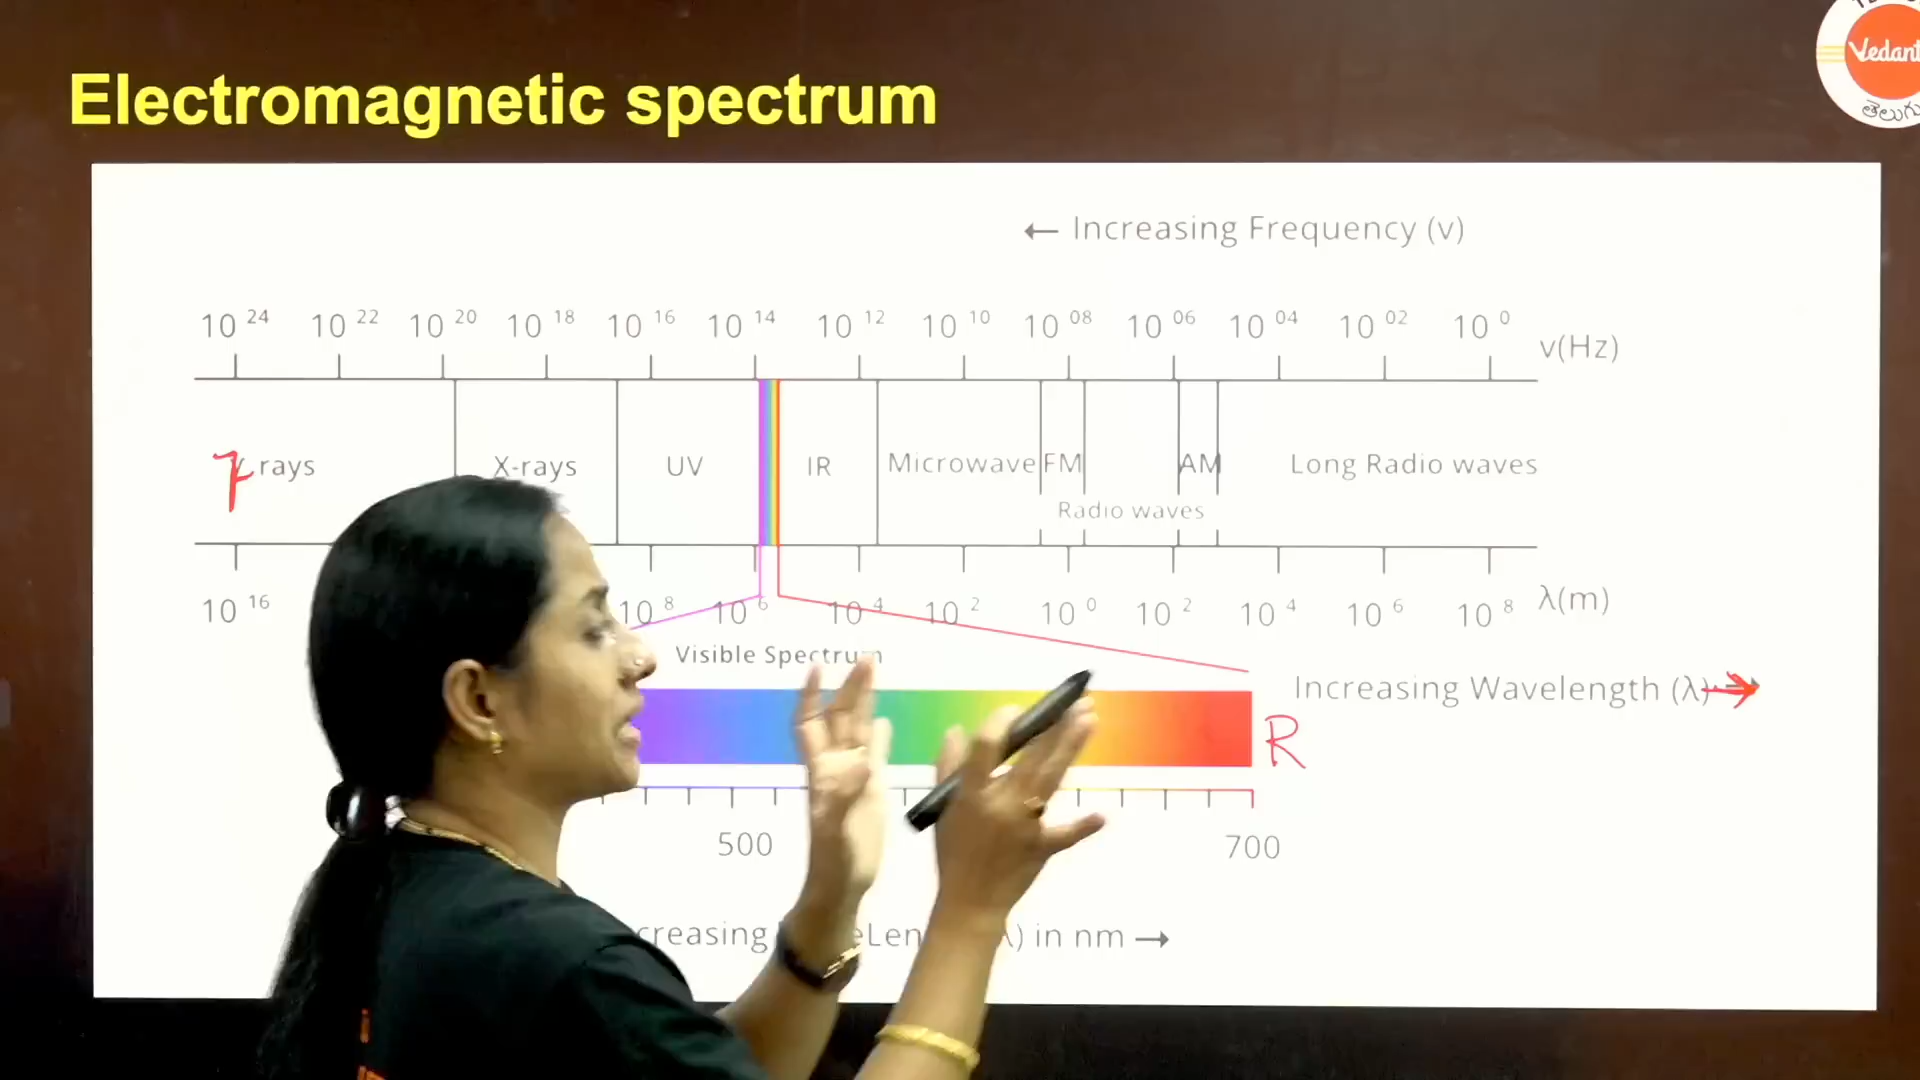 Electromagnetic spectrum
Vedant
తెలుగు
← Increasing Frequency (ν)
10 24 10 22 10 20 10 18 10 16 10 14 10 12 10 10 10 08 10 06 10 04 10 02 10 0 ν(Hz)
γ rays X-rays UV IR Microwave FM AM Long Radio waves
Radio waves
10 16 10 8 10 6 10 4 10 2 10 0 10 2 10 4 10 6 10 8 λ(m)
Visible Spectrum
Increasing Wavelength (λ) →
R
500 700
in nm →